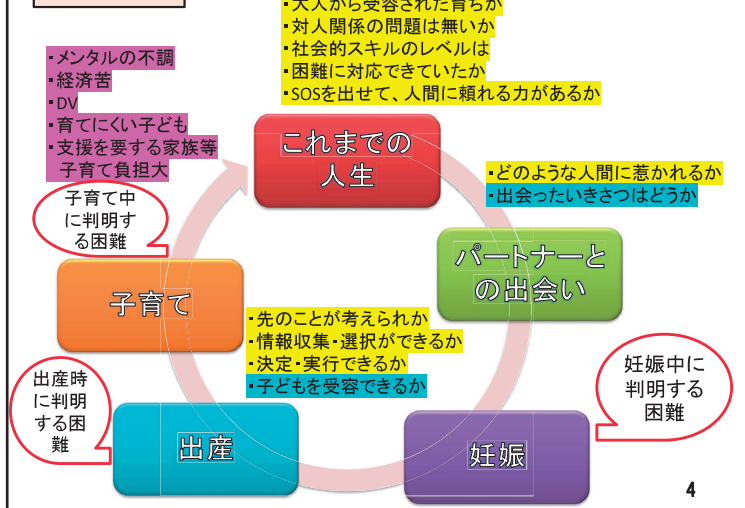 ・大人から受容された育ちか
・対人関係の問題は無いか
・社会的スキルのレベルは
・困難に対応できていたか
・SOSを出せて、人間に頼れる力があるか
・メンタルの不調
・経済苦
・DV
・育てにくい子ども
・支援を要する家族等
子育て負担大
これまでの
人生
・どのような人間に惹かれるか
・出会ったいきさつはどうか
子育て中
に判明す
る困難
パートナーと
の出会い
子育て
・先のことが考えられか
・情報収集・選択ができるか
・決定・実行できるか
・子どもを受容できるか
出産時
に判明
する困
難
妊娠中に
判明する
困難
出産
妊娠
4